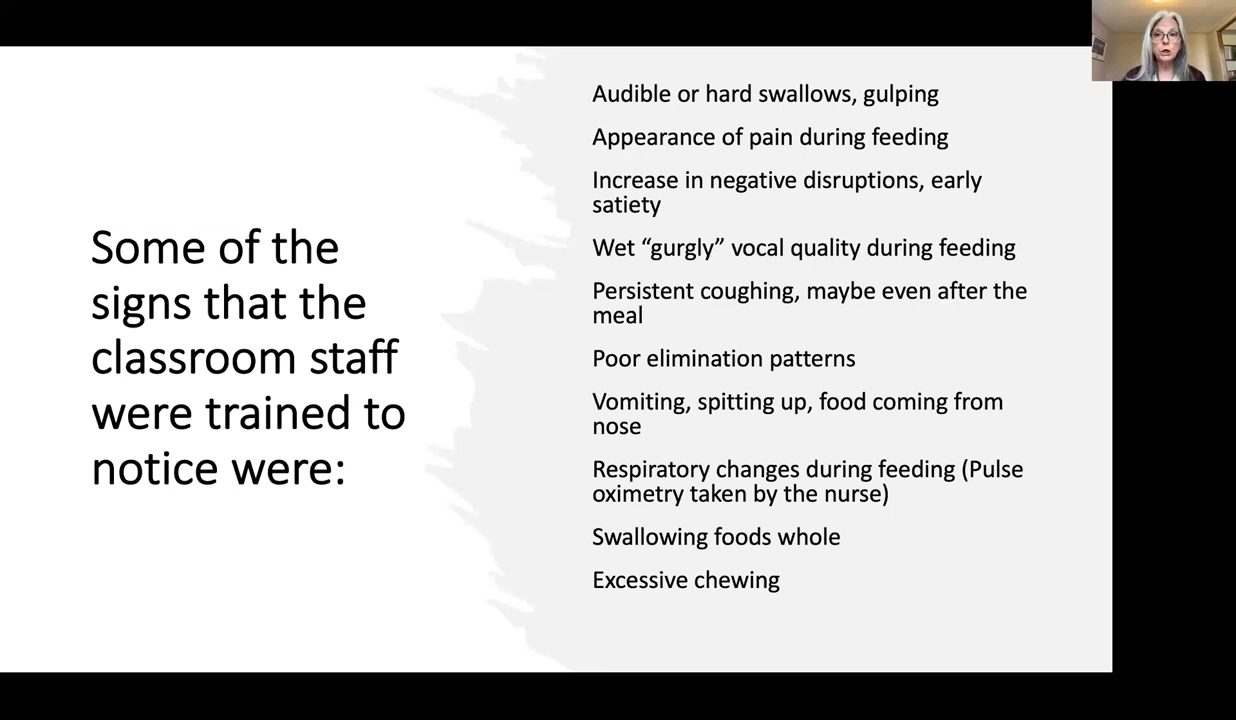 Some of the
signs that the
classroom staff
were trained to
notice were:
Audible or hard swallows, gulping
Appearance of pain during feeding
Increase in negative disruptions, early
satiety
Wet “gurgly” vocal quality during feeding
Persistent coughing, maybe even after the
meal
Poor elimination patterns
Vomiting, spitting up, food coming from
nose
Respiratory changes during feeding (Pulse
oximetry taken by the nurse)
Swallowing foods whole
Excessive chewing